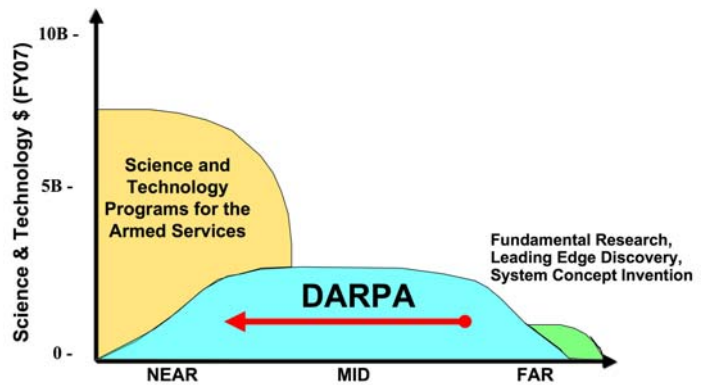 10B -
Science & Technology $ (FY07)
Science and
Technology
Programs for the
Armed Services
5B -
Fundamental Research,
Leading Edge Discovery,
System Concept Invention
DARPA
0 -
NEAR MID FAR